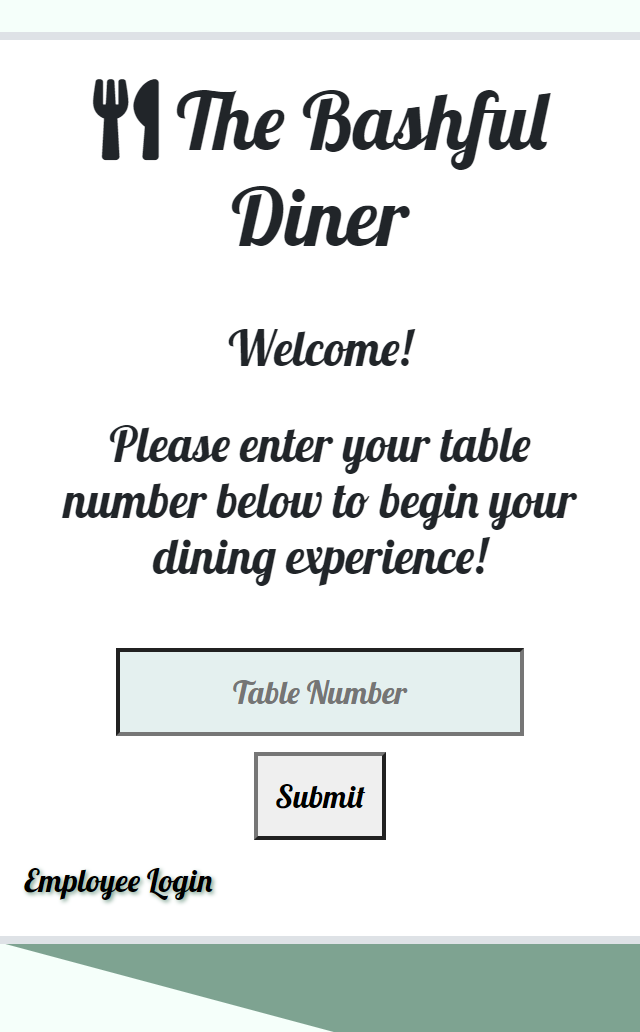 The Bashful
Diner
Welcome!
Please enter your table
number below to begin your
dining experience!
Table Number
Submit
Employee Login